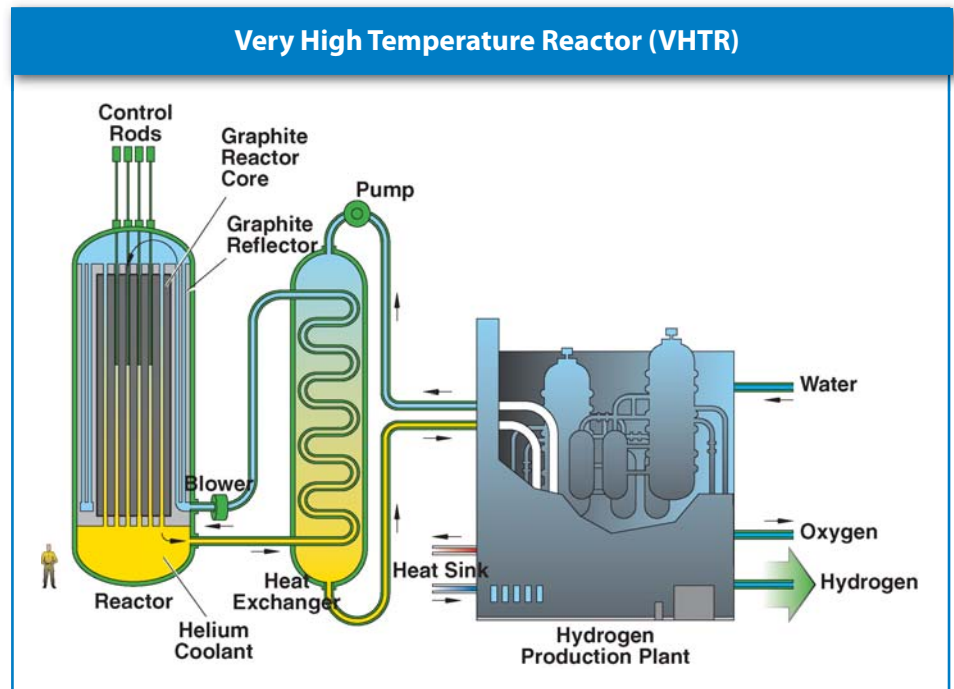 Very High Temperature Reactor (VHTR)
Control
Rods
Graphite
Reactor
Core
Graphite
Reflector
Pump
Blower
Water
Oxygen
Heat Sink
Hydrogen
Reactor
Heat
Exchanger
Helium
Coolant
Hydrogen
Production Plant